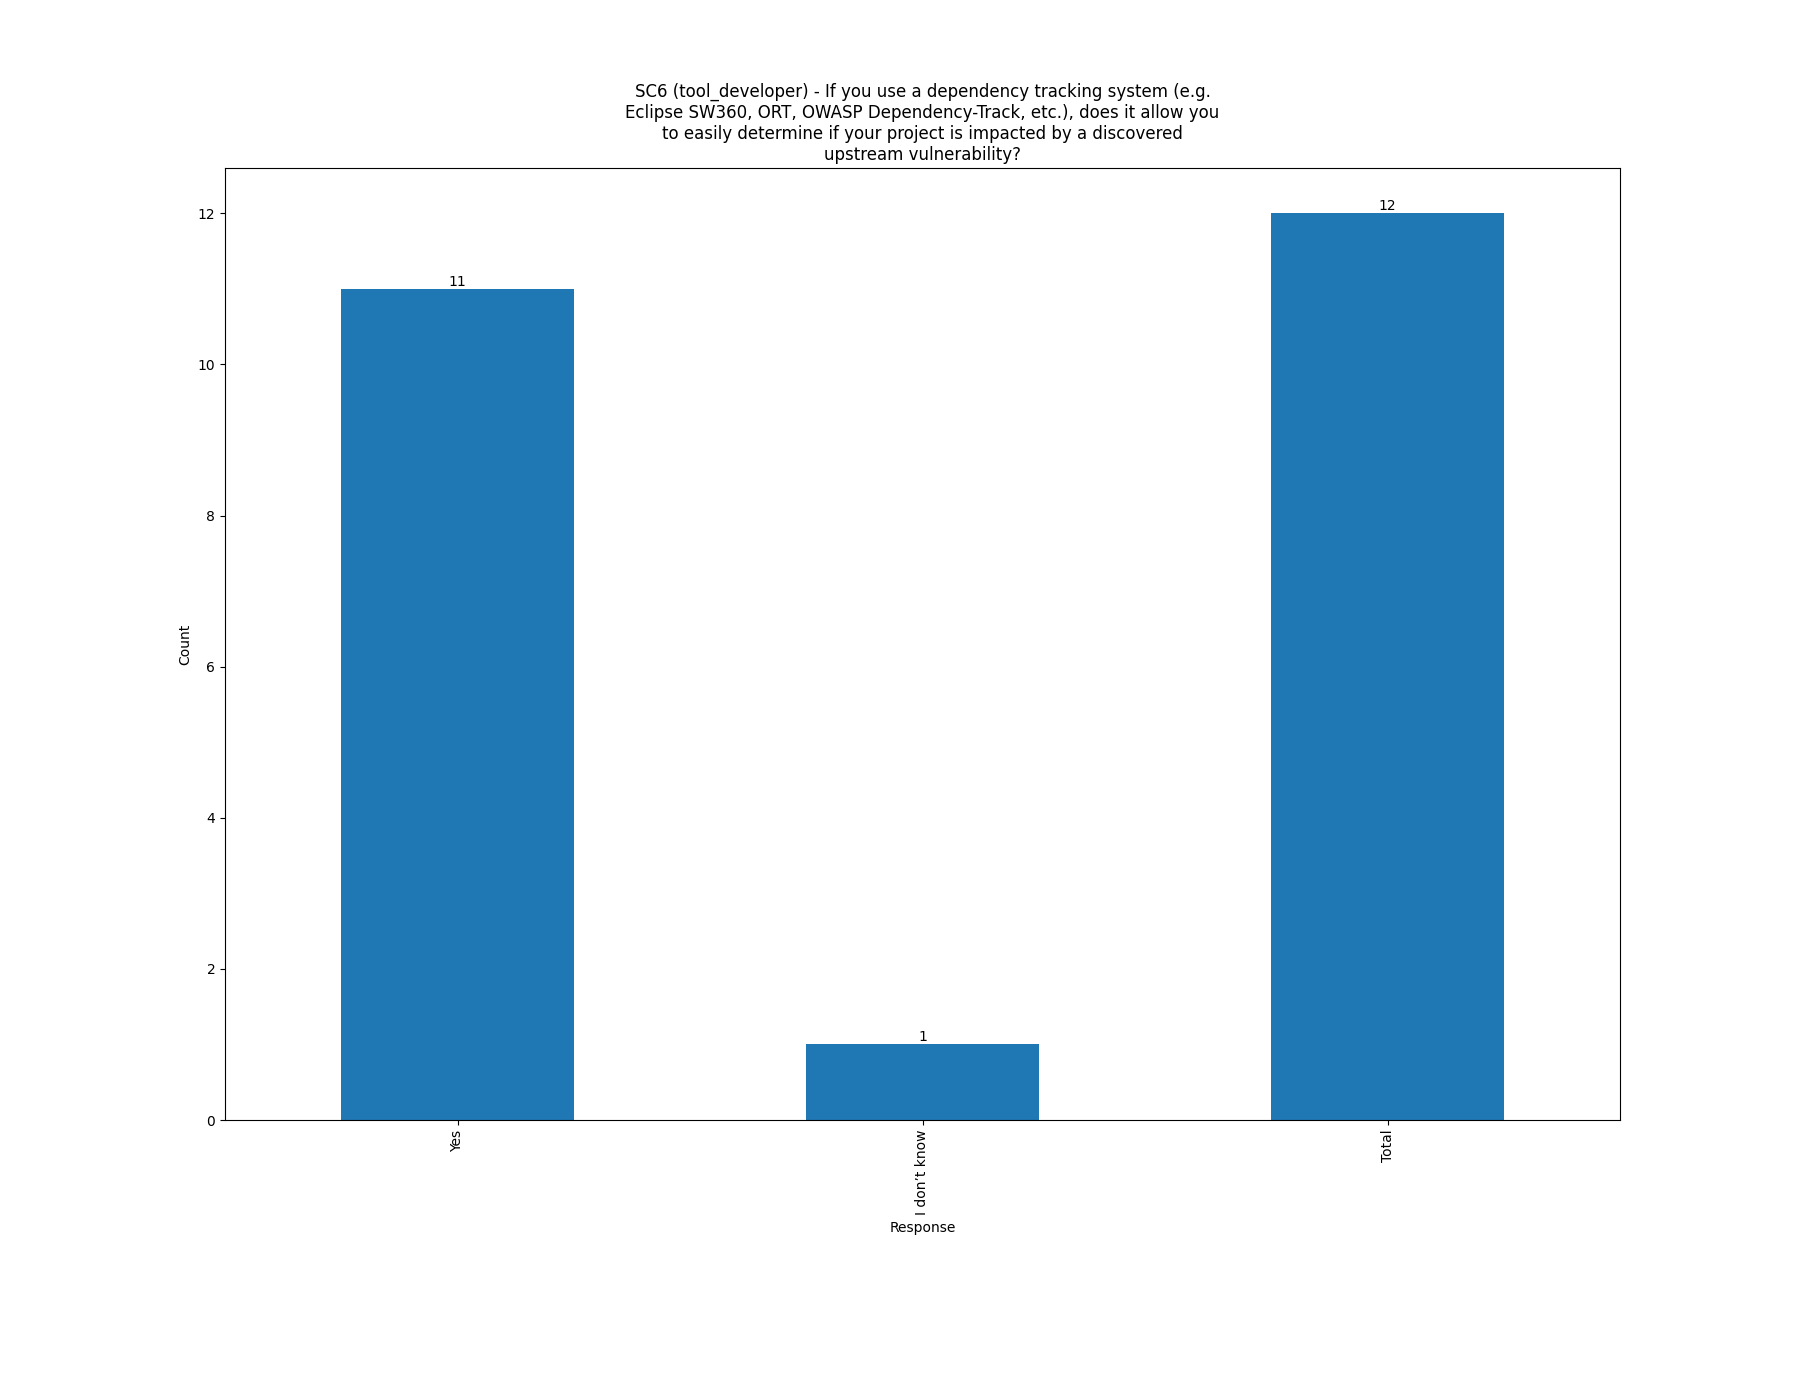 SC6 (tool_developer) - If you use a dependency tracking system (e.g.
Eclipse SW360, ORT, OWASP Dependency-Track, etc.), does it allow you
to easily determine if your project is impacted by a discovered
upstream vulnerability?
12
11
1
12
10
8
6
4
2
0
Count
Yes
I don’t know
Total
Response